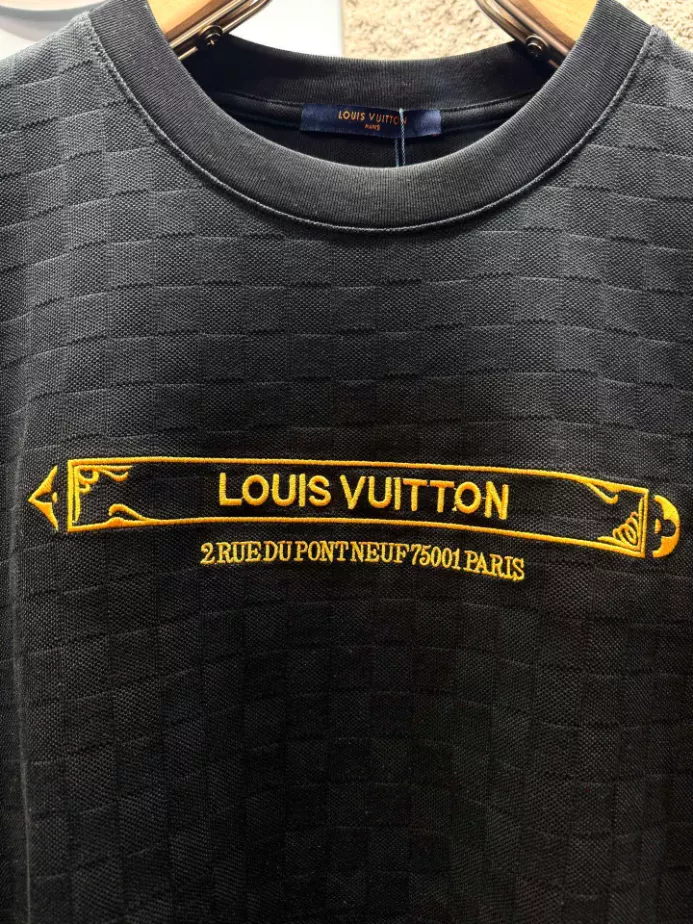 LOUIS VUITTON
PARIS
LOUIS VUITTON
2 RUE DU PONT NEUF 75001 PARIS